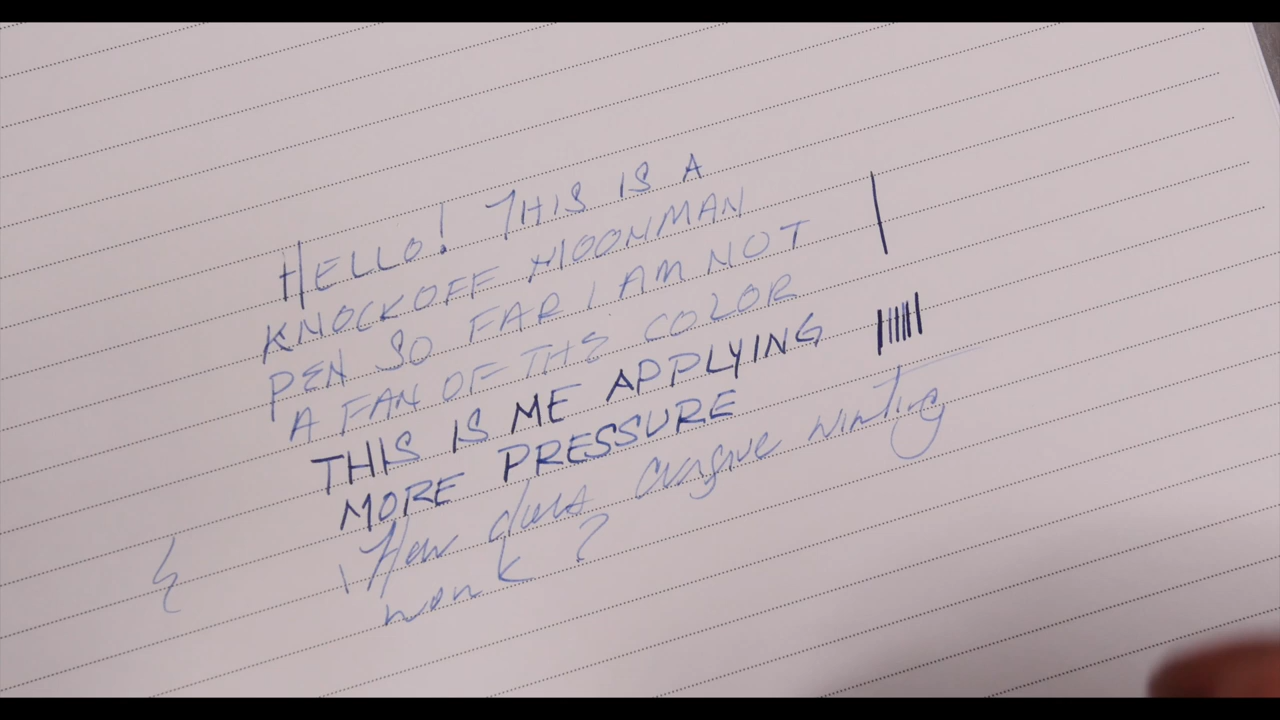 HELLO! THIS IS A
KNOCKOFF MOONMAN
PEN SO FAR I AM NOT
A FAN OF THE COLOR
THIS IS ME APPLYING
MORE PRESSURE
How does cursive writing
work?